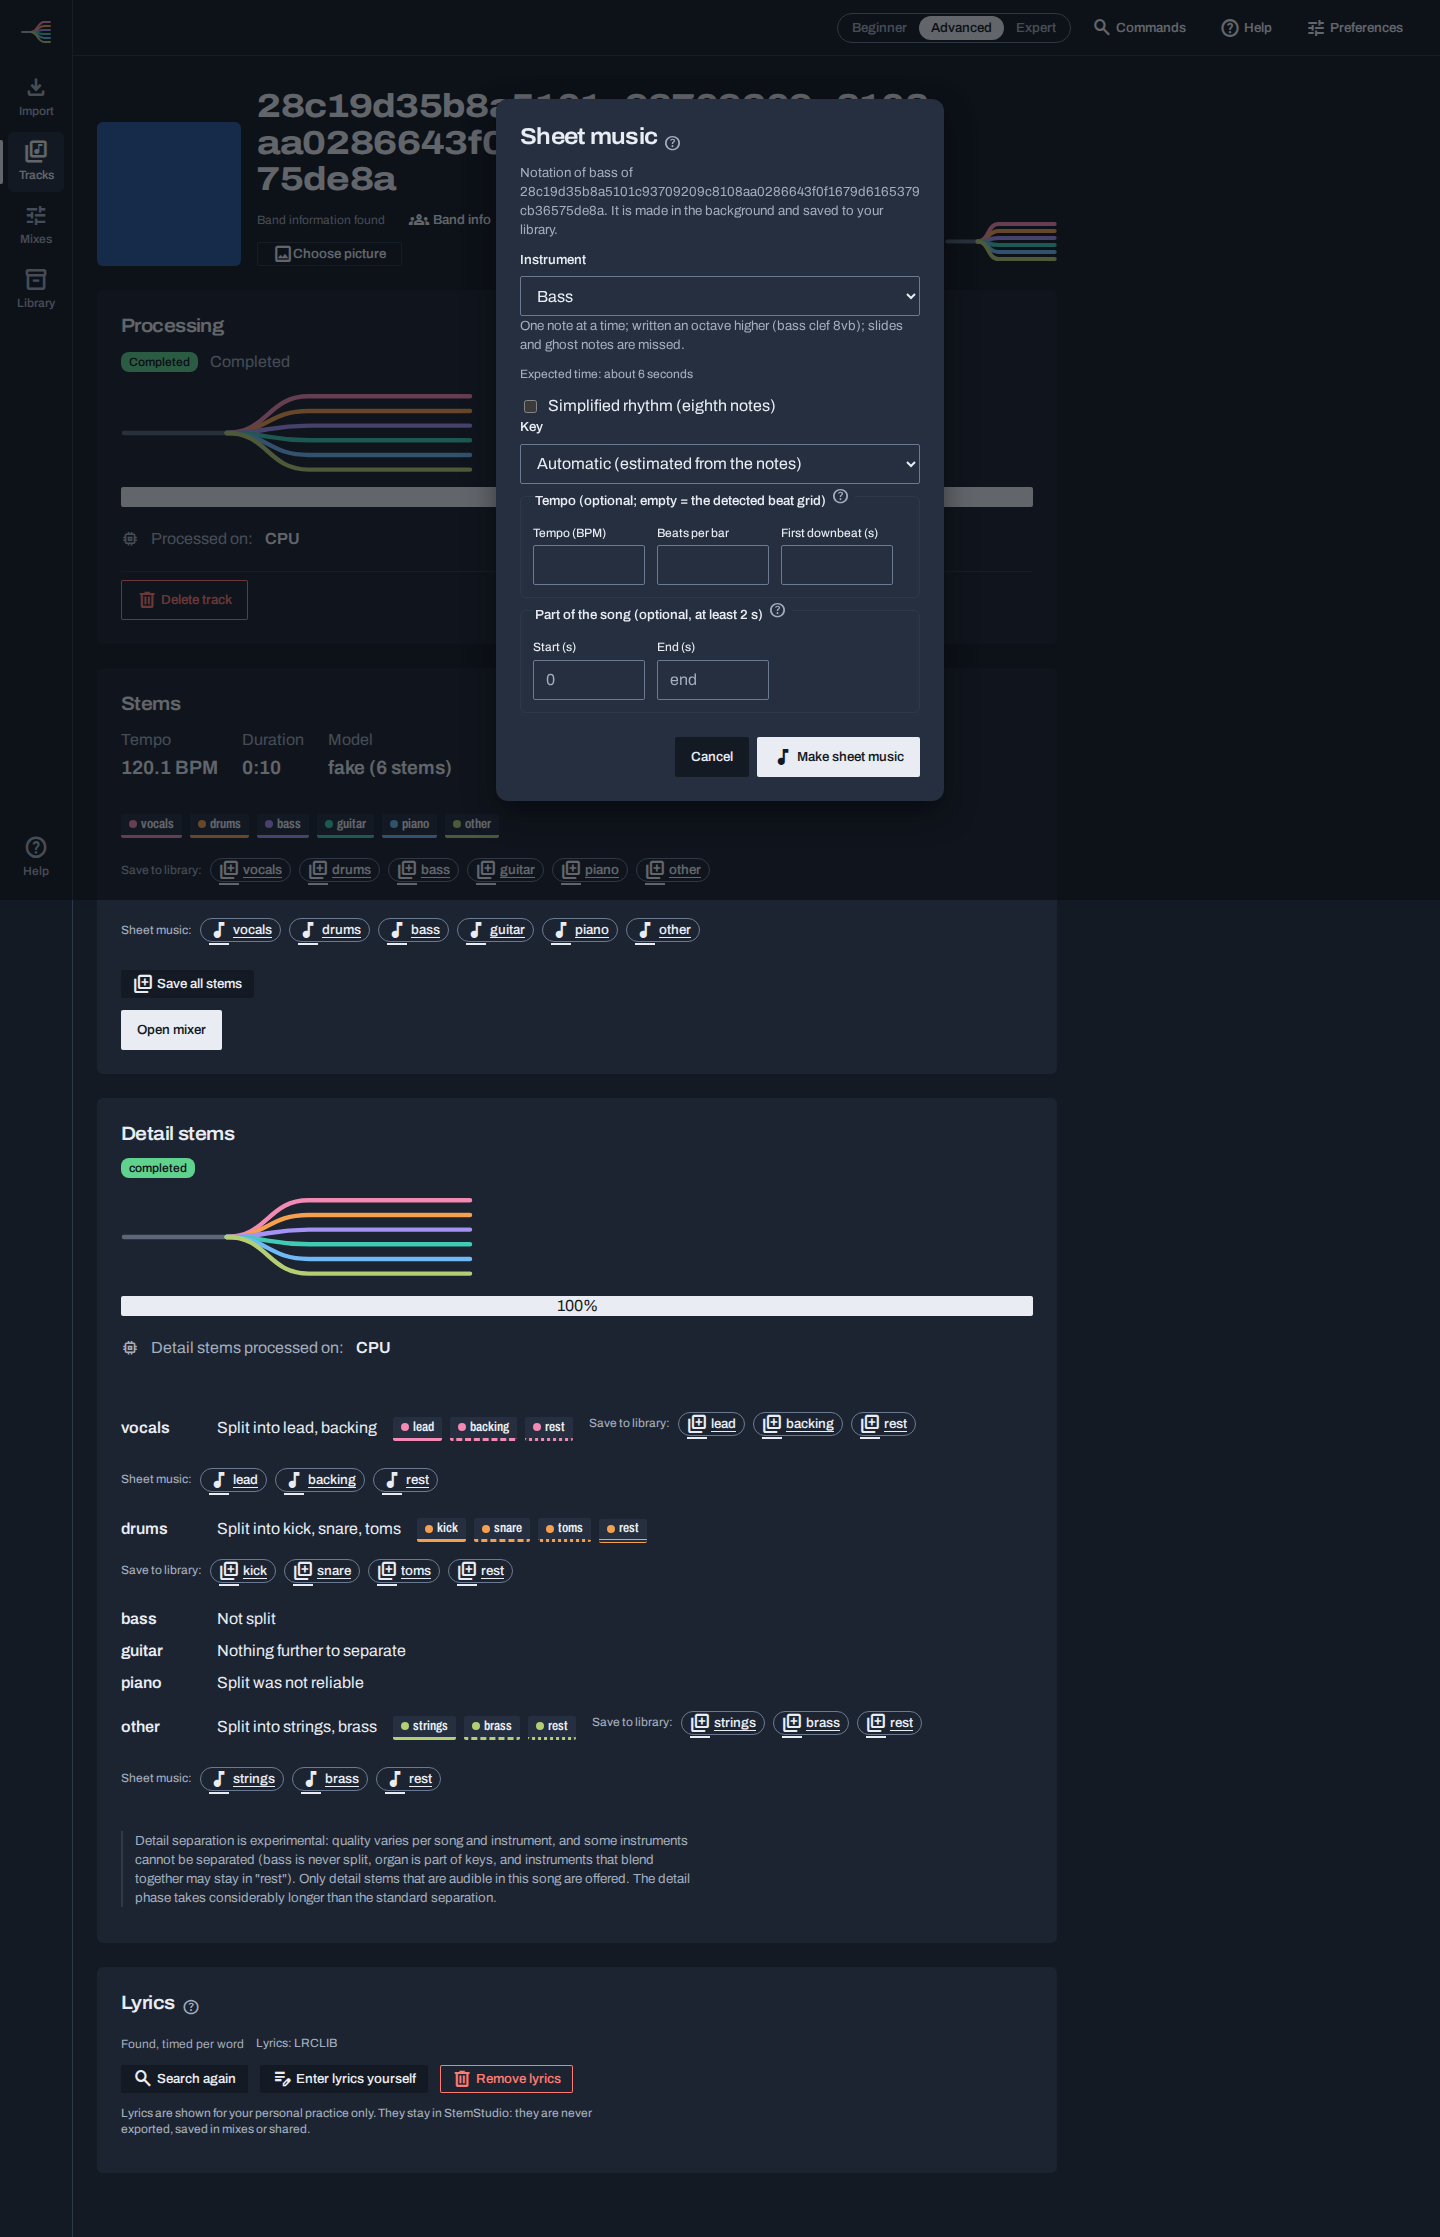 Beginner
Advanced
Expert
Commands
Help
Preferences
Import
Tracks
Mixes
Library
Help
aa0286643f0
75de8a
Band information found
Band info
Choose picture
Sheet music
Notation of bass of
28c19d35b8a5101c93709209c8108aa0286643f0f1679d6165379
cb36575de8a. It is made in the background and saved to your
library.
Instrument
Bass
One note at a time; written an octave higher (bass clef 8vb); slides
and ghost notes are missed.
Expected time: about 6 seconds
Simplified rhythm (eighth notes)
Key
Automatic (estimated from the notes)
Tempo (optional; empty = the detected beat grid)
Tempo (BPM)
Beats per bar
First downbeat (s)
Part of the song (optional, at least 2 s)
Start (s)
End (s)
0
end
Cancel
Make sheet music
Processing
Completed
Completed
Processed on: CPU
Delete track
Stems
Tempo
Duration
Model
120.1 BPM
0:10
fake (6 stems)
vocals
drums
bass
guitar
piano
other
Save to library: vocals drums bass guitar piano other
Sheet music: vocals drums bass guitar piano other
Save all stems
Open mixer
Detail stems
completed
100%
Detail stems processed on: CPU
vocals Split into lead, backing lead backing rest Save to library: lead backing rest
Sheet music: lead backing rest
drums Split into kick, snare, toms kick snare toms rest
Save to library: kick snare toms rest
bass Not split
guitar Nothing further to separate
piano Split was not reliable
other Split into strings, brass strings brass rest Save to library: strings brass rest
Sheet music: strings brass rest
Detail separation is experimental: quality varies per song and instrument, and some instruments
cannot be separated (bass is never split, organ is part of keys, and instruments that blend
together may stay in "rest"). Only detail stems that are audible in this song are offered. The detail
phase takes considerably longer than the standard separation.
Lyrics
Found, timed per word Lyrics: LRCLIB
Search again
Enter lyrics yourself
Remove lyrics
Lyrics are shown for your personal practice only. They stay in StemStudio: they are never
exported, saved in mixes or shared.